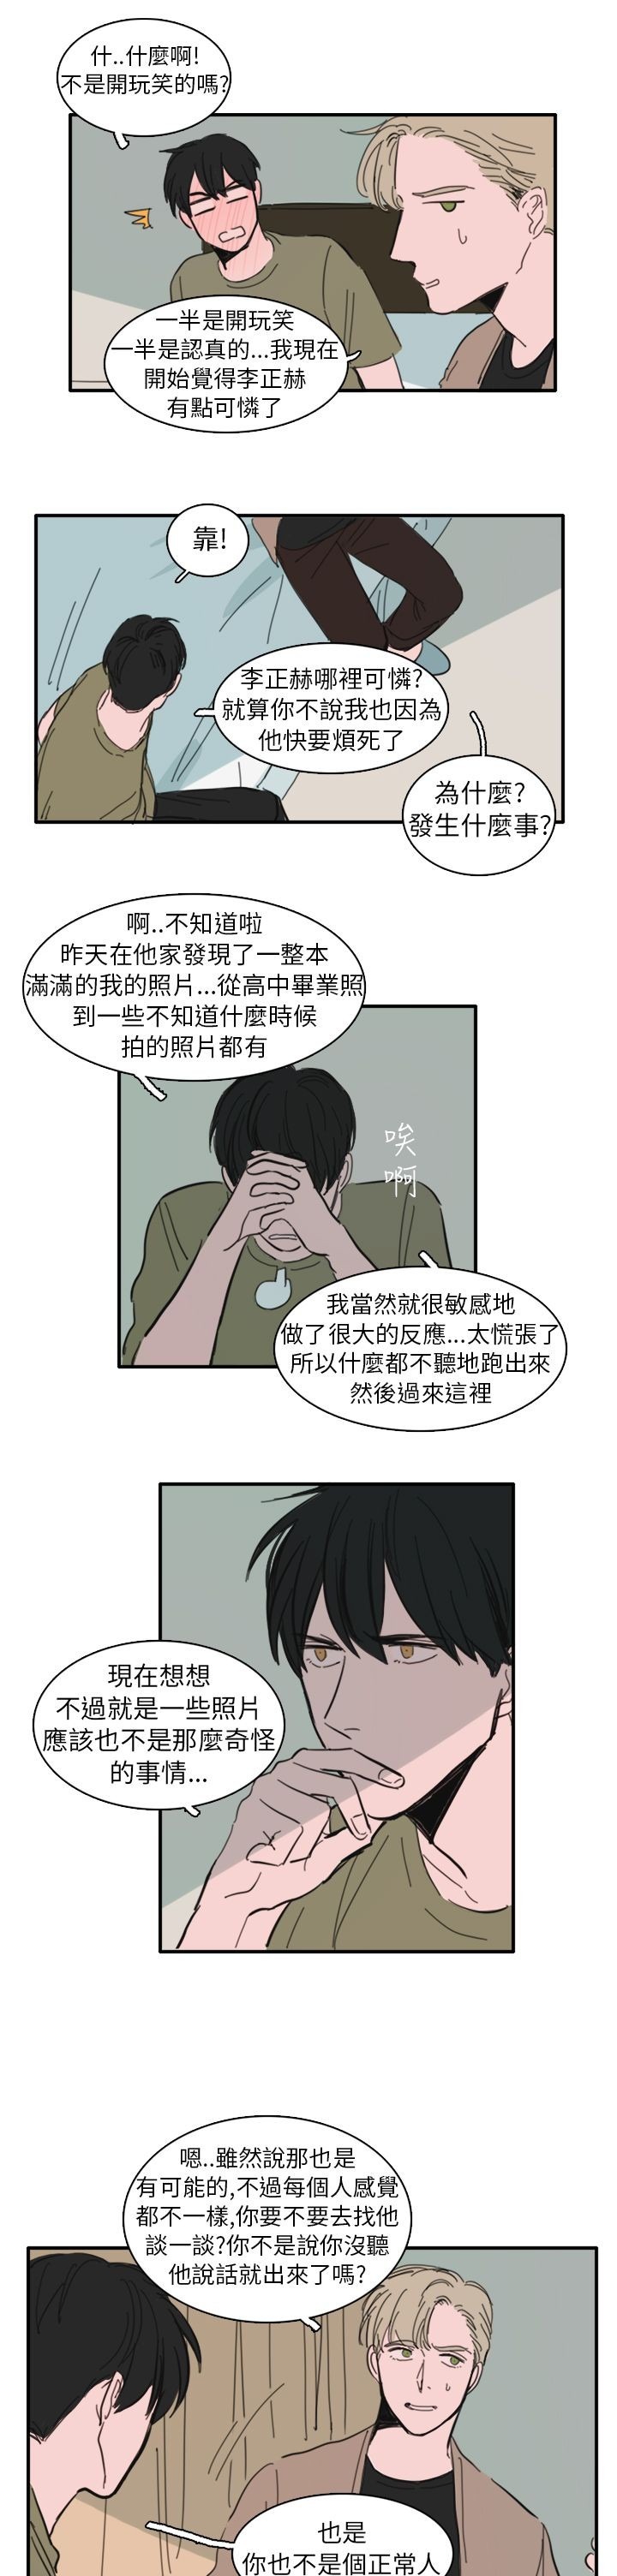 什..什麼啊!
不是開玩笑的嗎?
一半是開玩笑
一半是認真的...我現在
開始覺得李正赫
有點可憐了
靠!
李正赫哪裡可憐?
就算你不說我也因為
他快要煩死了
為什麼?
發生什麼事?
啊..不知道啦
昨天在他家發現了一整本
滿滿的我的照片...從高中畢業照
到一些不知道什麼時候
拍的照片都有
唉
啊
我當然就很敏感地
做了很大的反應...太慌張了
所以什麼都不聽地跑出來
然後過來這裡
現在想想
不過就是一些照片
應該也不是那麼奇怪
的事情...
嗯..雖然說那也是
有可能的,不過每個人感覺
都不一樣,你要不要去找他
談一談?你不是說你沒聽
他說話就出來了嗎?
也是
你也不是個正常人